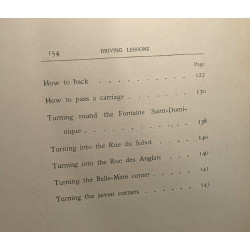 154 DRIVING LESSONS
Page
How to back . . . . . . . . . . 122
How to pass a carriage . . . . . . . . 130
Turning round the Fontaine Saint-Domi-
nique . . . . . . . . . . . 138
Turning into the Rue du Sabot . . . . . 140
Turning into the Rue des Anglais . . . . 140
Turning the Belle-Mere corner . . . . . 141
Turning the seven corners . . . . . . 147